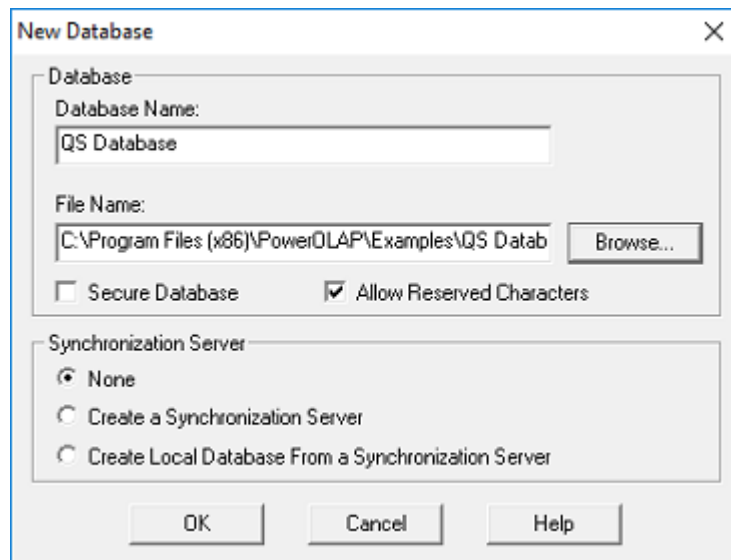 New Database
Database
Database Name:
QS Database
File Name:
C:\Program Files (x86)\PowerOLAP\Examples\QS Datab
Browse...
Secure Database Allow Reserved Characters
Synchronization Server
None
Create a Synchronization Server
Create Local Database From a Synchronization Server
OK Cancel Help